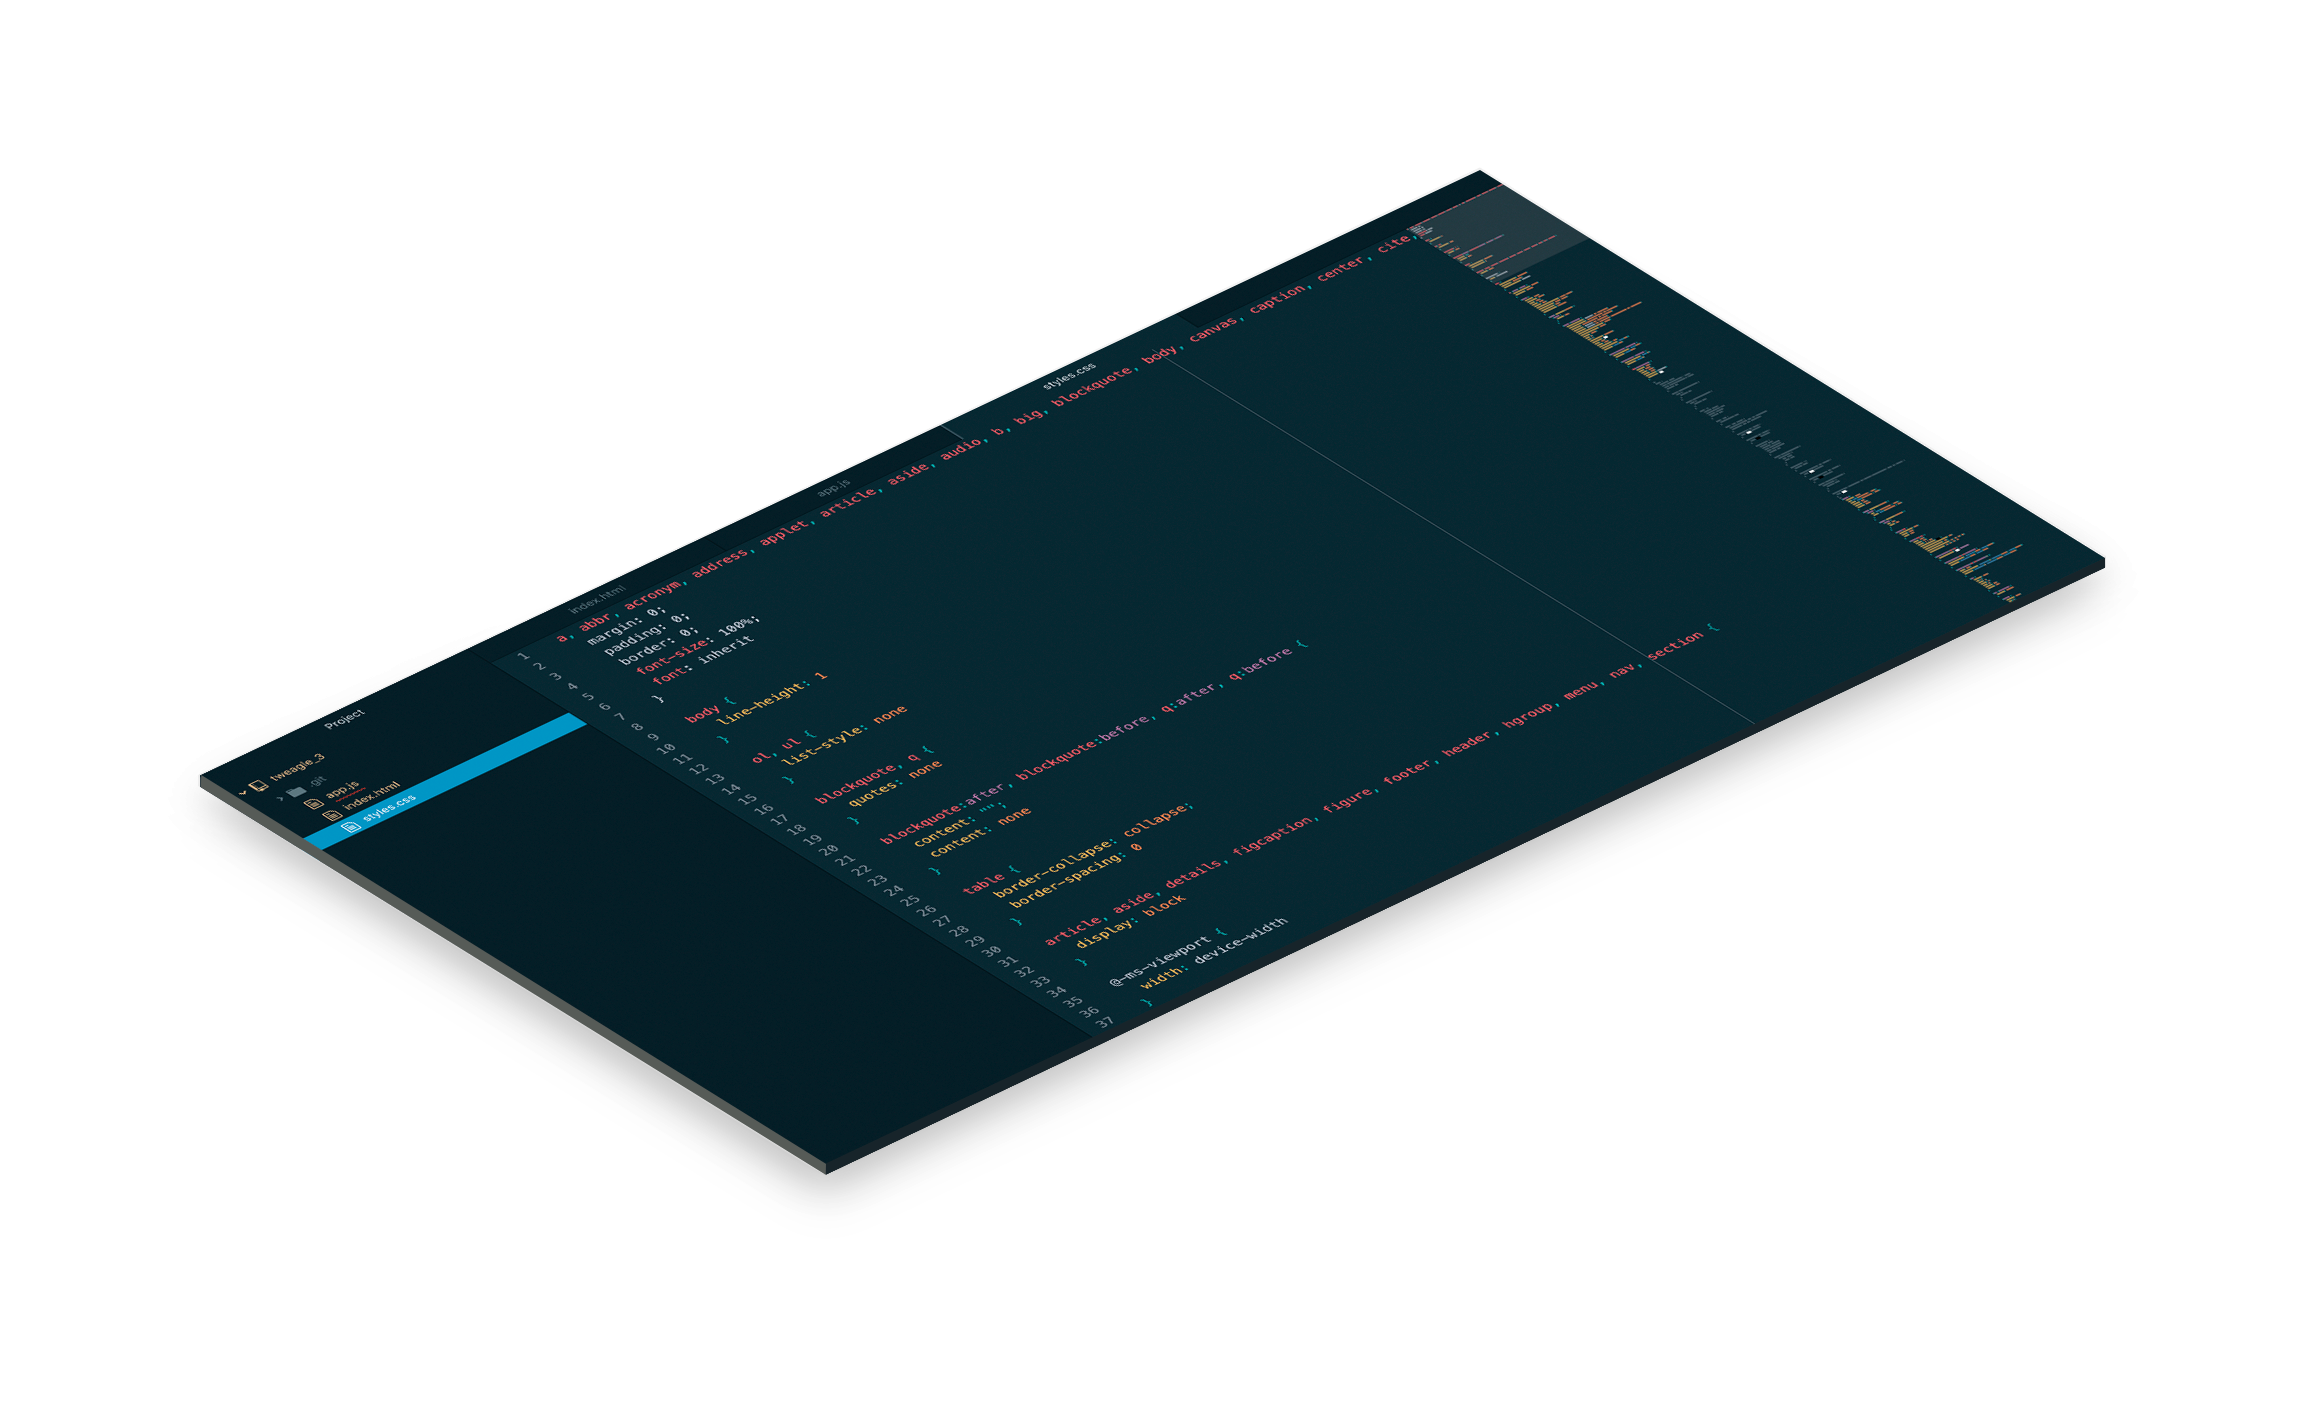 Project
tweagle_3
.git
app.js
index.html
styles.css
index.html
app.js
styles.css
1
2
3
4
5
6
7
8
9
10
11
12
13
14
15
16
17
18
19
20
21
22
23
24
25
26
27
28
29
30
31
32
33
34
35
36
37
a, abbr, acronym, address, applet, article, aside, audio, b, big, blockquote, body, canvas, caption, center, cite,
margin: 0;
padding: 0;
border: 0;
font-size: 100%;
font: inherit
}
body {
line-height: 1
}
ol, ul {
list-style: none
}
blockquote, q {
quotes: none
}
blockquote:after, blockquote:before, q:after, q:before {
content: "";
content: none
}
table {
border-collapse: collapse;
border-spacing: 0
}
article, aside, details, figcaption, figure, footer, header, hgroup, menu, nav, section {
display: block
}
@-ms-viewport {
width: device-width
}